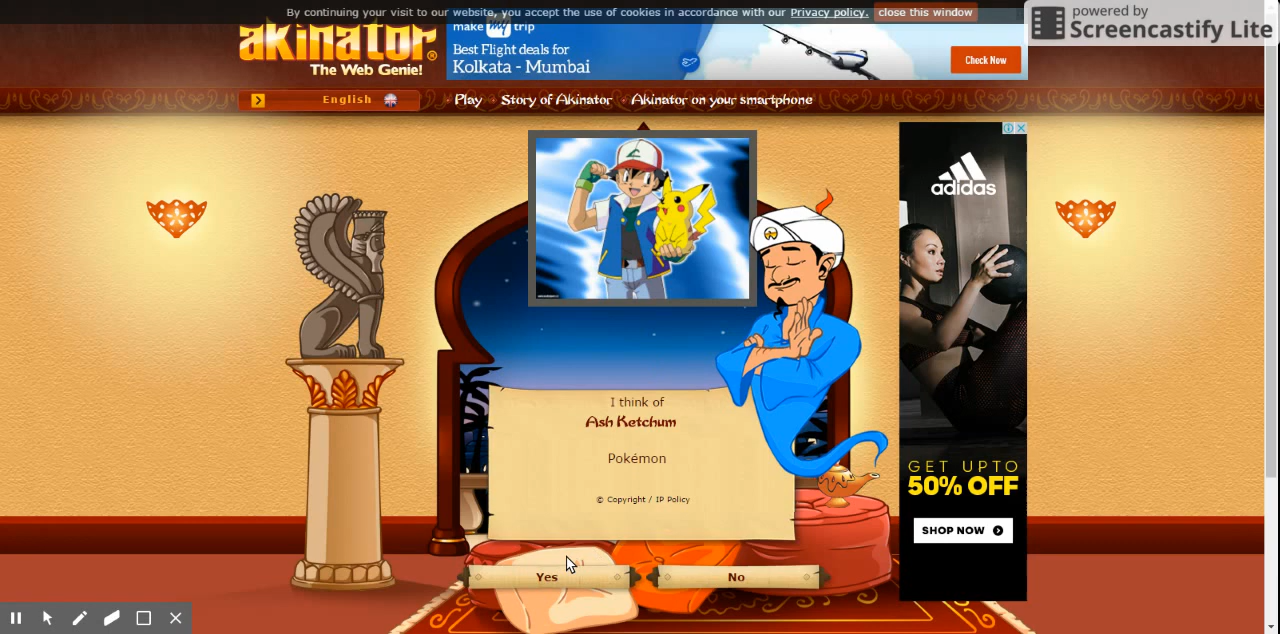 By continuing your visit to our website, you accept the use of cookies in accordance with our Privacy policy. close this window
powered by
Screencastify Lite
akinator®
The Web Genie!
make my trip
Best Flight deals for
Kolkata - Mumbai
Check Now
English
Play
Story of Akinator
Akinator on your smartphone
adidas
GET UPTO
50% OFF
SHOP NOW
I think of
Ash Ketchum
Pokémon
© Copyright / IP Policy
Yes
No